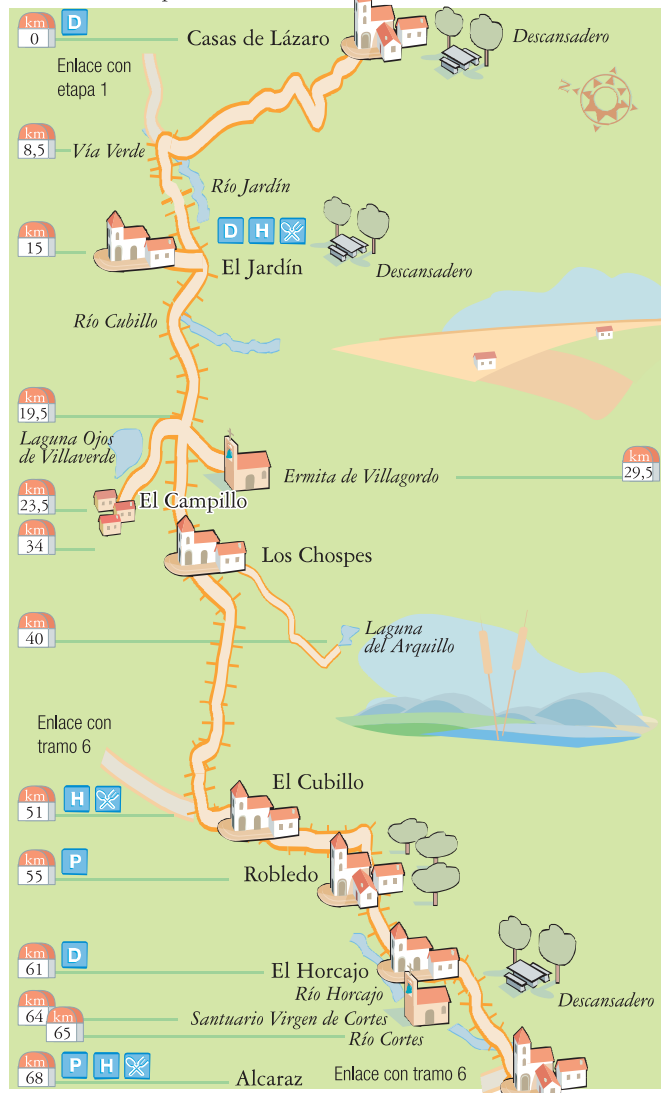 km
0
D
Casas de Lázaro
Descansadero
Enlace con
etapa 1
N
km
8,5
Vía Verde
Río Jardín
km
15
D H
El Jardín
Descansadero
Río Cubillo
km
19,5
Laguna Ojos
de Villaverde
Ermita de Villagordo
km
29,5
km
23,5
El Campillo
km
34
Los Chospes
km
40
Laguna
del Arquillo
Enlace con
tramo 6
km
51
H
El Cubillo
km
55
P
Robledo
km
61
D
El Horcajo
Río Horcajo
Descansadero
km
64
Santuario Virgen de Cortes
km
65
Río Cortes
km
68
P H
Alcaraz
Enlace con tramo 6